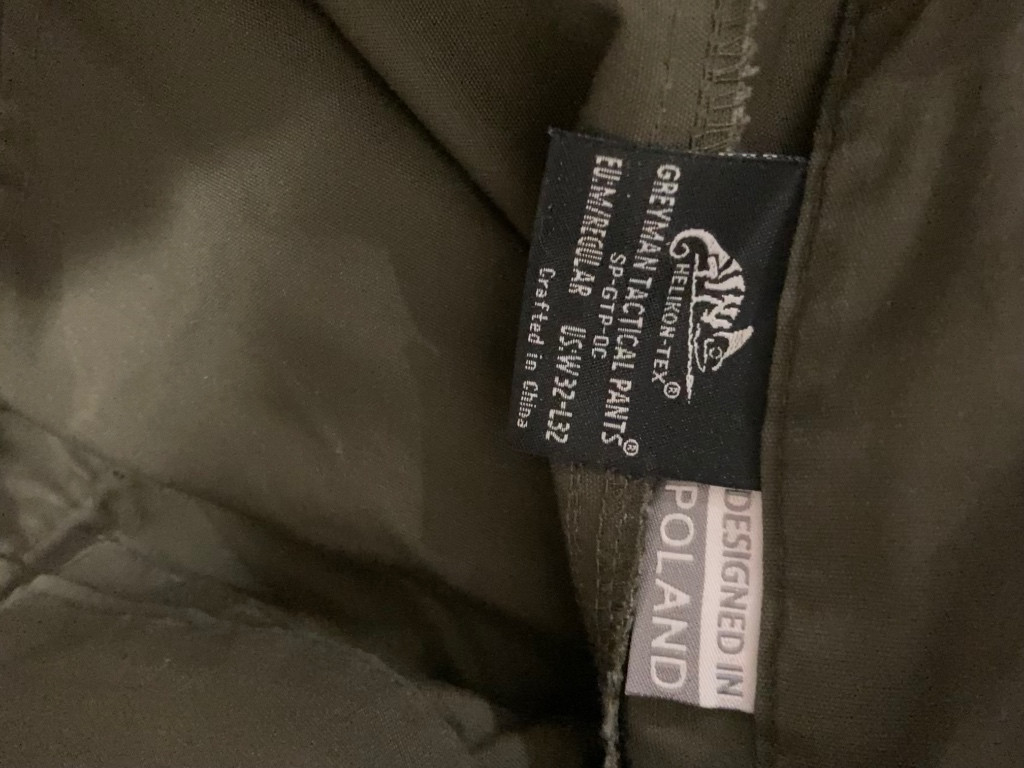 HELIKON-TEX®
GREYMAN TACTICAL PANTS®
SP-GTP-DC
EU:M/REGULAR US:W32-L32
Crafted in China
DESIGNED IN
POLAND